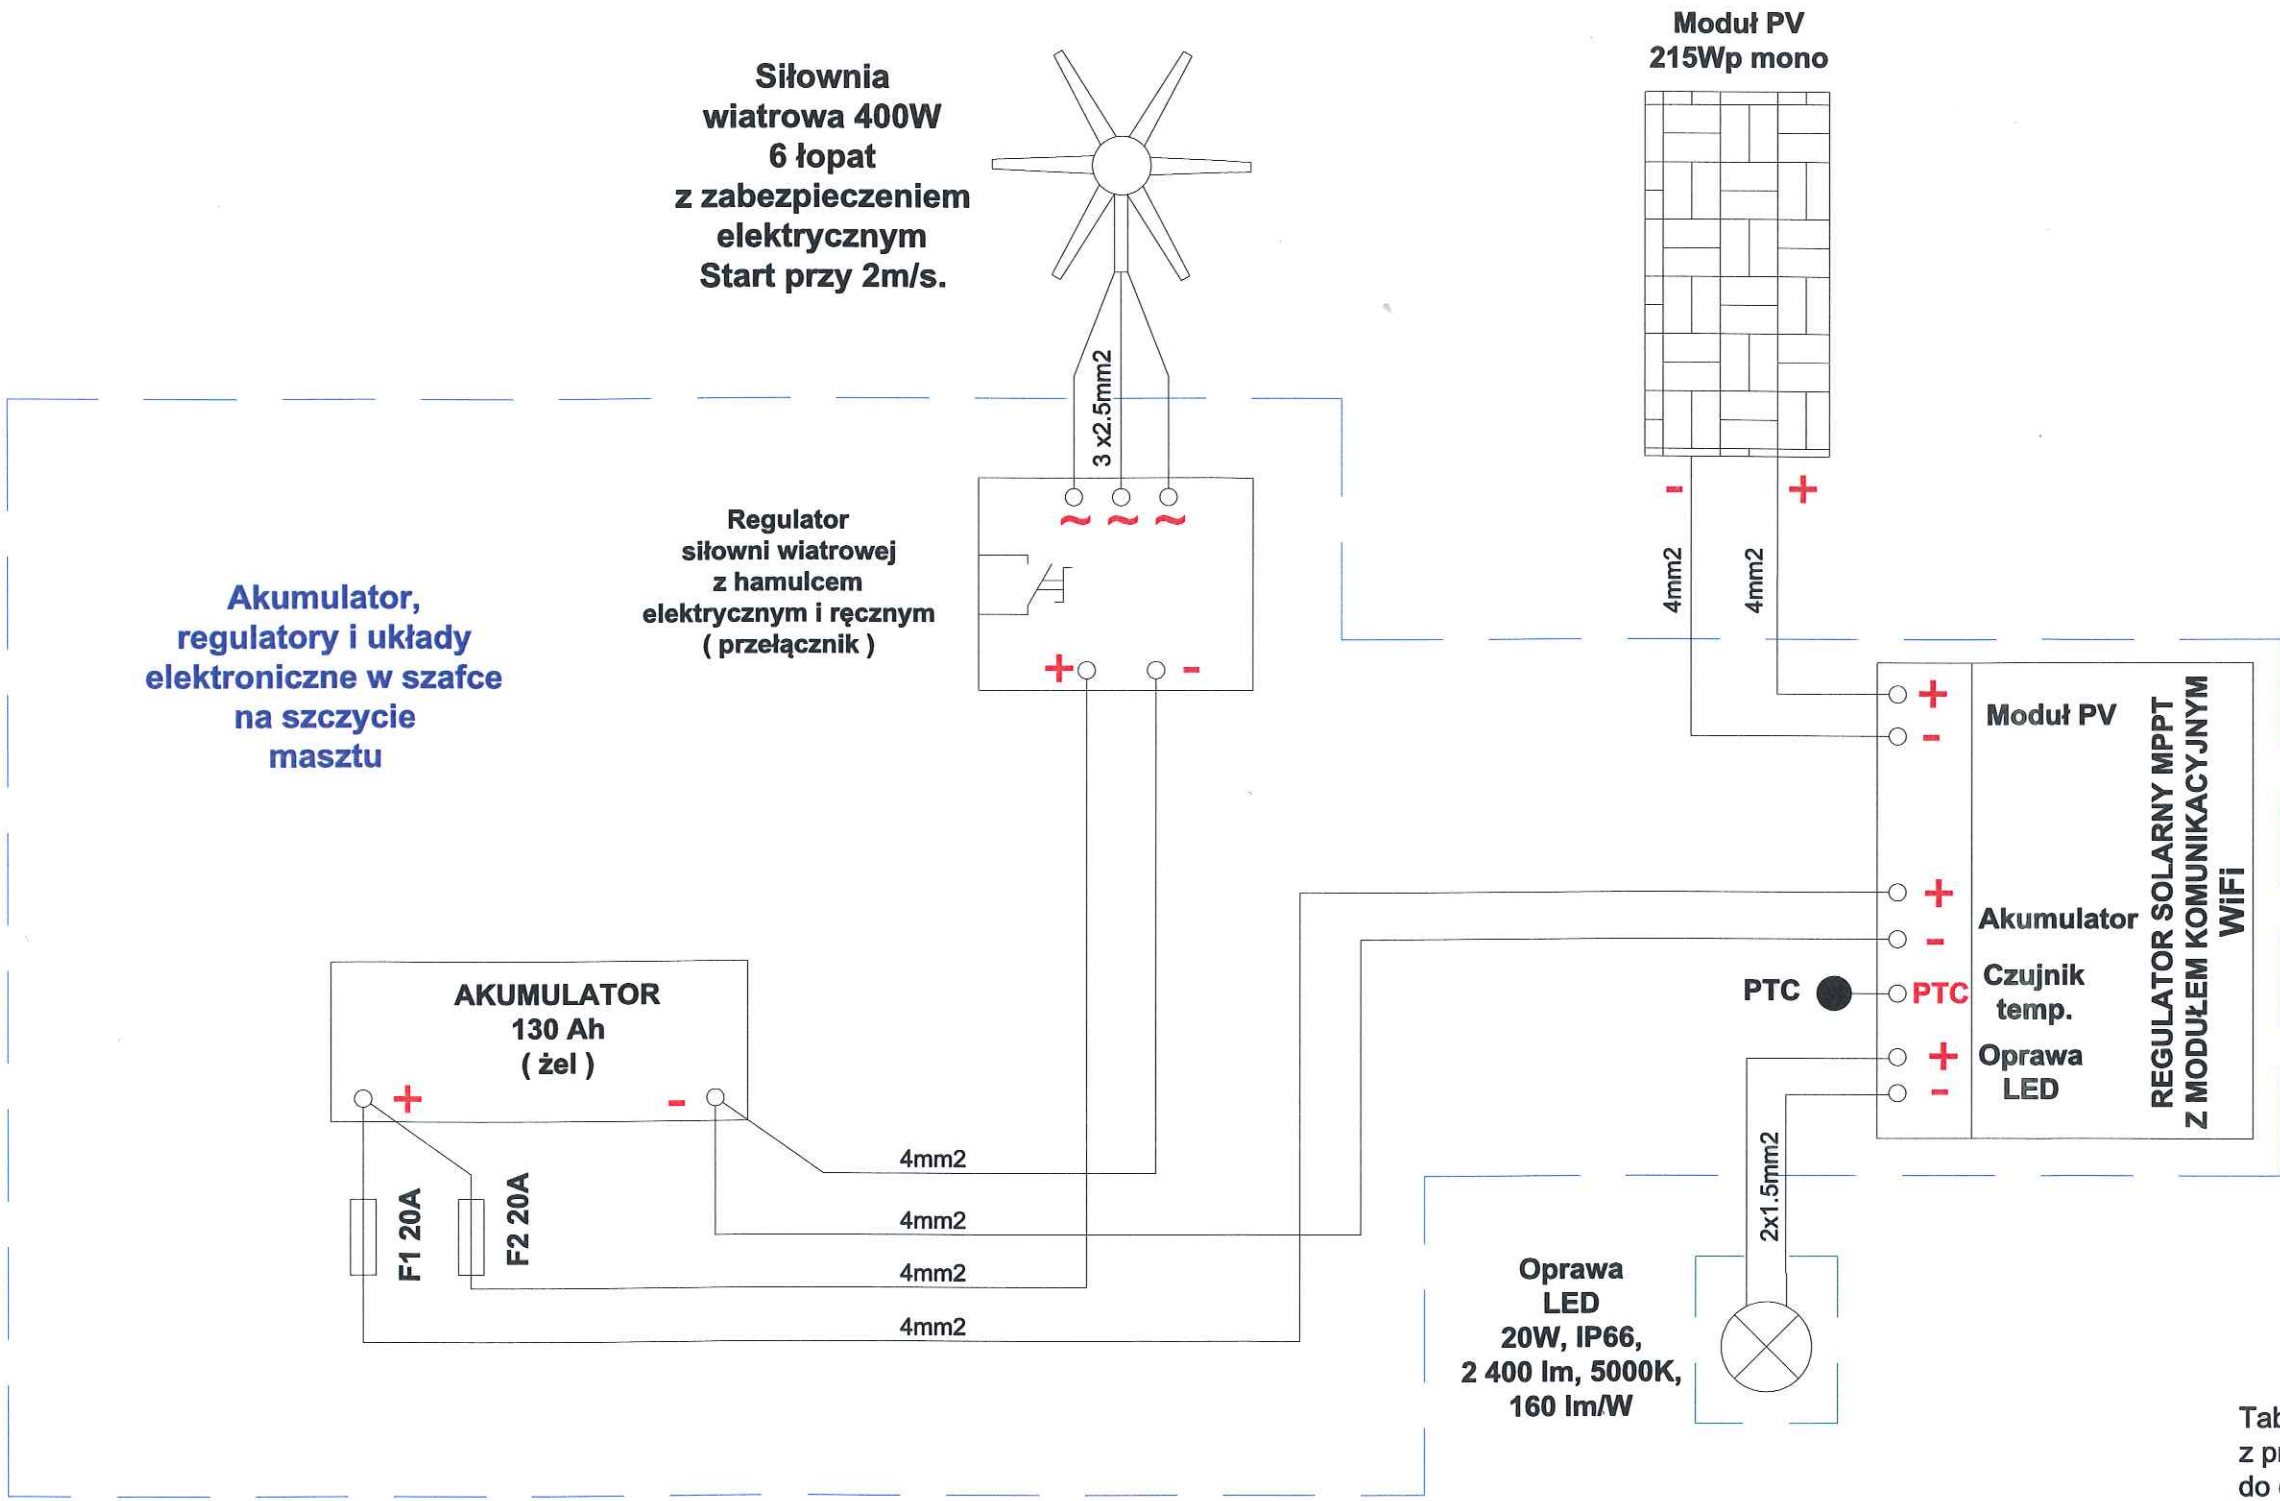 Moduł PV
215Wp mono
Siłownia
wiatrowa 400W
6 łopat
z zabezpieczeniem
elektrycznym
Start przy 2m/s.
3 x2.5mm2
- +
4mm2
4mm2
~ ~ ~
Regulator
siłowni wiatrowej
z hamulcem
elektrycznym i ręcznym
( przełącznik )
+ -
Akumulator,
regulatory i układy
elektroniczne w szafce
na szczycie
masztu
+
-
Moduł PV
+
-
Akumulator
PTC
PTC
Czujnik
temp.
+
-
Oprawa
LED
REGULATOR SOLARNY MPPT
Z MODUŁEM KOMUNIKACYJNYM
WiFi
AKUMULATOR
130 Ah
( żel )
+ -
F1 20A
F2 20A
4mm2
4mm2
4mm2
4mm2
2x1.5mm2
Oprawa
LED
20W, IP66,
2 400 lm, 5000K,
160 lm/W